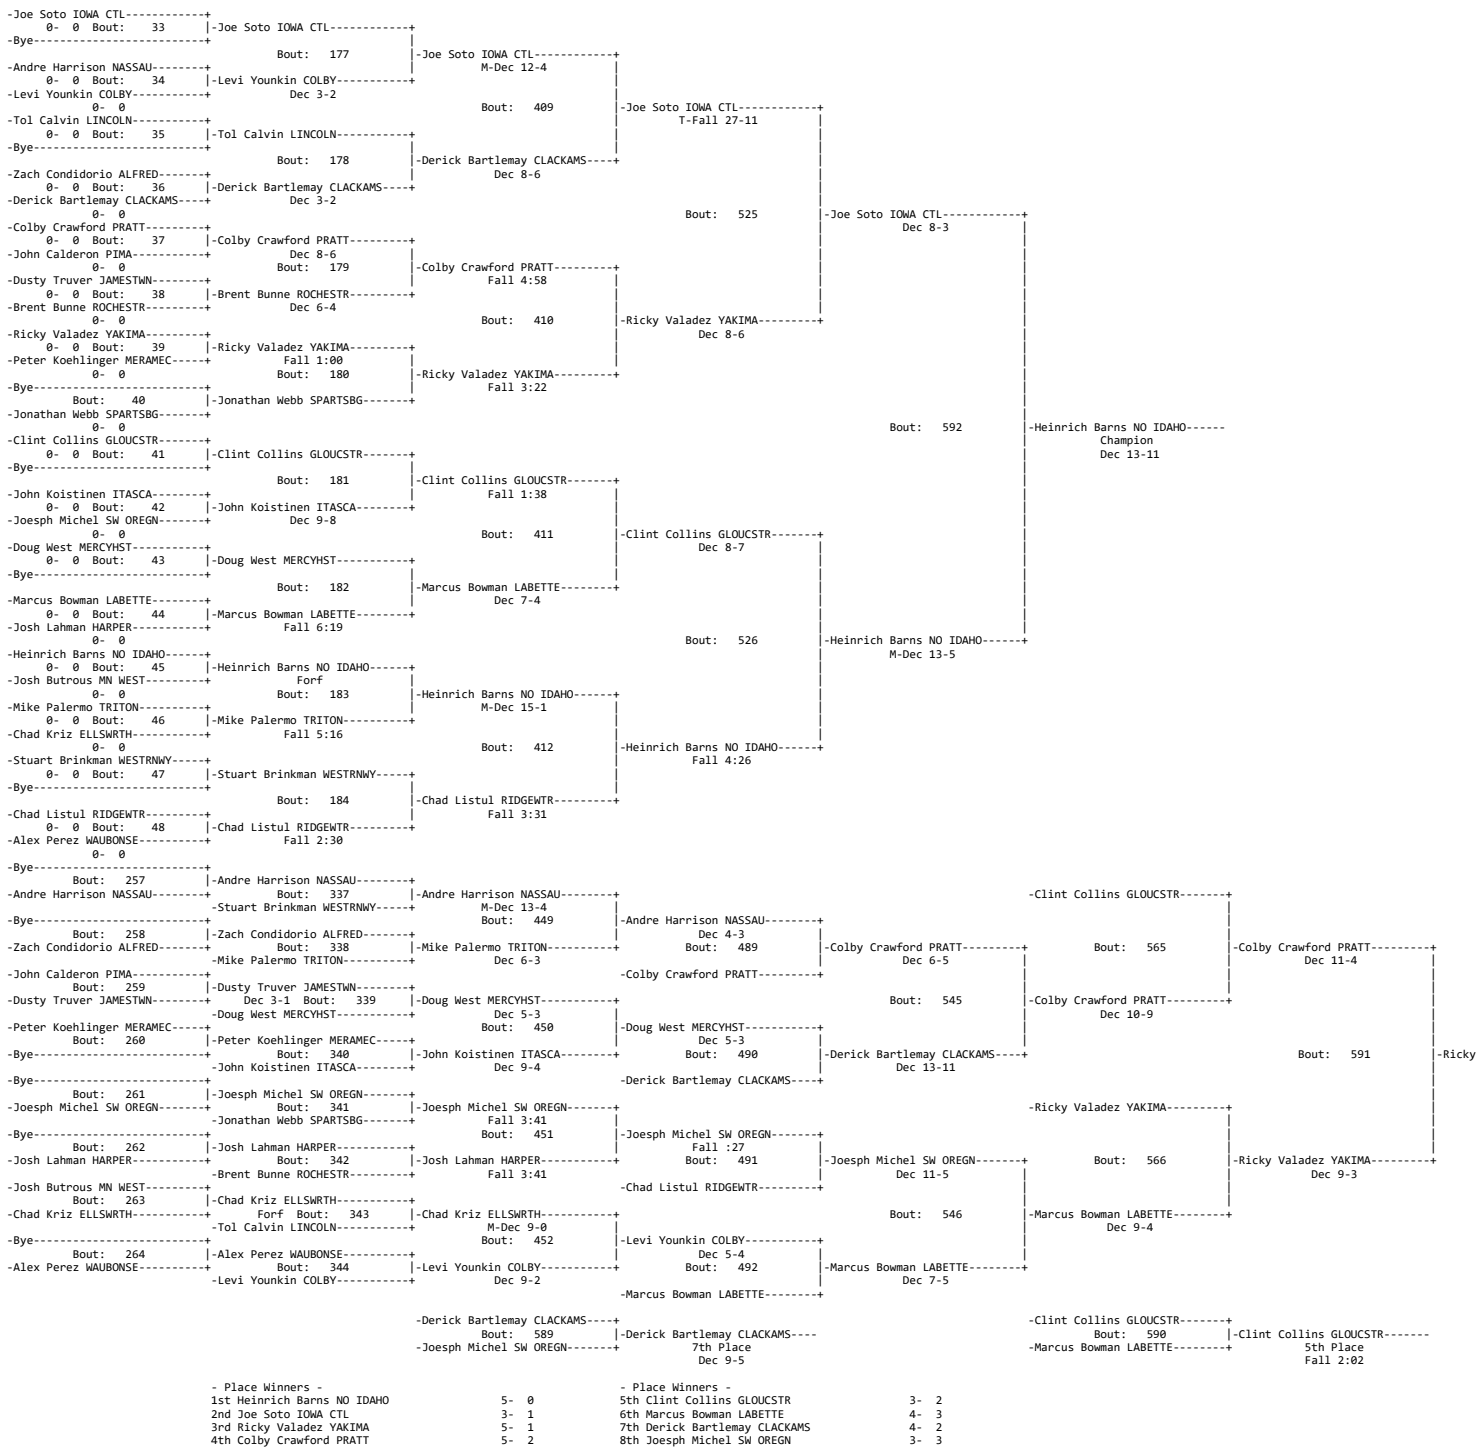 -Joe Soto IOWA CTL------------+
0-  0  Bout:    33      |-Joe Soto IOWA CTL------------+
-Bye--------------------------+
Bout:   177          |-Joe Soto IOWA CTL------------+
-Andre Harrison NASSAU--------+                               |          M-Dec 12-4
0-  0  Bout:    34      |-Levi Younkin COLBY-----------+
-Levi Younkin COLBY-----------+            Dec 3-2
0-  0                                                      Bout:   409          |-Joe Soto IOWA CTL------------+
-Tol Calvin LINCOLN-----------+                                                               |         T-Fall 27-11          |
0-  0  Bout:    35      |-Tol Calvin LINCOLN-----------+
-Bye--------------------------+
Bout:   178          |-Derick Bartlemay CLACKAMS----+
-Zach Condidorio ALFRED-------+                               |            Dec 8-6
0-  0  Bout:    36      |-Derick Bartlemay CLACKAMS----+
-Derick Bartlemay CLACKAMS----+            Dec 3-2
0-  0                                                                                      Bout:   525          |-Joe Soto IOWA CTL------------+
-Colby Crawford PRATT---------+                                                                                               |            Dec 8-3
0-  0  Bout:    37      |-Colby Crawford PRATT---------+
-John Calderon PIMA-----------+            Dec 8-6            |
0-  0                       Bout:   179          |-Colby Crawford PRATT---------+
-Dusty Truver JAMESTWN--------+                               |           Fall 4:58           |
0-  0  Bout:    38      |-Brent Bunne ROCHESTR---------+
-Brent Bunne ROCHESTR---------+            Dec 6-4
0-  0                                                      Bout:   410          |-Ricky Valadez YAKIMA---------+
-Ricky Valadez YAKIMA---------+                                                               |            Dec 8-6
0-  0  Bout:    39      |-Ricky Valadez YAKIMA---------+
-Peter Koehlinger MERAMEC-----+           Fall 1:00           |
0-  0                       Bout:   180          |-Ricky Valadez YAKIMA---------+
-Bye--------------------------+                               |           Fall 3:22
Bout:    40         |-Jonathan Webb SPARTSBG-------+
-Jonathan Webb SPARTSBG-------+
0-  0                                                                                                                      Bout:   592          |-Heinrich Barns NO IDAHO------
-Clint Collins GLOUCSTR-------+                                                                                                                               |           Champion
0-  0  Bout:    41      |-Clint Collins GLOUCSTR-------+                                                                                                      Dec 13-11
-Bye--------------------------+
Bout:   181          |-Clint Collins GLOUCSTR-------+
-John Koistinen ITASCA--------+                               |           Fall 1:38           |
0-  0  Bout:    42      |-John Koistinen ITASCA--------+
-Joesph Michel SW OREGN-------+            Dec 9-8
0-  0                                                      Bout:   411          |-Clint Collins GLOUCSTR-------+
-Doug West MERCYHST-----------+                                                               |            Dec 8-7            |
0-  0  Bout:    43      |-Doug West MERCYHST-----------+
-Bye--------------------------+
Bout:   182          |-Marcus Bowman LABETTE--------+
-Marcus Bowman LABETTE--------+                               |            Dec 7-4
0-  0  Bout:    44      |-Marcus Bowman LABETTE--------+
-Josh Lahman HARPER-----------+           Fall 6:19
0-  0                                                                                      Bout:   526          |-Heinrich Barns NO IDAHO------+
-Heinrich Barns NO IDAHO------+                                                                                               |          M-Dec 13-5
0-  0  Bout:    45      |-Heinrich Barns NO IDAHO------+
-Josh Butrous MN WEST---------+             Forf              |
0-  0                       Bout:   183          |-Heinrich Barns NO IDAHO------+
-Mike Palermo TRITON----------+                               |          M-Dec 15-1           |
0-  0  Bout:    46      |-Mike Palermo TRITON----------+
-Chad Kriz ELLSWRTH-----------+           Fall 5:16
0-  0                                                      Bout:   412          |-Heinrich Barns NO IDAHO------+
-Stuart Brinkman WESTRNWY-----+                                                               |           Fall 4:26
0-  0  Bout:    47      |-Stuart Brinkman WESTRNWY-----+
-Bye--------------------------+
Bout:   184          |-Chad Listul RIDGEWTR---------+
-Chad Listul RIDGEWTR---------+                               |           Fall 3:31
0-  0  Bout:    48      |-Chad Listul RIDGEWTR---------+
-Alex Perez WAUBONSE----------+           Fall 2:30
0-  0
-Bye--------------------------+
Bout:   257         |-Andre Harrison NASSAU--------+
-Andre Harrison NASSAU--------+          Bout:   337          |-Andre Harrison NASSAU--------+                                                                -Clint Collins GLOUCSTR-------+
-Stuart Brinkman WESTRNWY-----+          M-Dec 13-4           |
-Bye--------------------------+                                          Bout:   449          |-Andre Harrison NASSAU--------+
Bout:   258         |-Zach Condidorio ALFRED-------+                               |            Dec 4-3            |
-Zach Condidorio ALFRED-------+          Bout:   338          |-Mike Palermo TRITON----------+          Bout:   489          |-Colby Crawford PRATT---------+          Bout:   565          |-Colby Crawford PRATT---------+
-Mike Palermo TRITON----------+            Dec 6-3                                            |            Dec 6-5            |                               |           Dec 11-4
-John Calderon PIMA-----------+                                                               -Colby Crawford PRATT---------+
Bout:   259         |-Dusty Truver JAMESTWN--------+
-Dusty Truver JAMESTWN--------+     Dec 3-1  Bout:   339      |-Doug West MERCYHST-----------+                                          Bout:   545          |-Colby Crawford PRATT---------+
-Doug West MERCYHST-----------+            Dec 5-3            |                                                               |           Dec 10-9
-Peter Koehlinger MERAMEC-----+                                          Bout:   450          |-Doug West MERCYHST-----------+
Bout:   260         |-Peter Koehlinger MERAMEC-----+                               |            Dec 5-3            |
-Bye--------------------------+          Bout:   340          |-John Koistinen ITASCA--------+          Bout:   490          |-Derick Bartlemay CLACKAMS----+                                          Bout:   591          |-Ricky
-John Koistinen ITASCA--------+            Dec 9-4                                            |           Dec 13-11
-Bye--------------------------+                                                               -Derick Bartlemay CLACKAMS----+
Bout:   261         |-Joesph Michel SW OREGN-------+
-Joesph Michel SW OREGN-------+          Bout:   341          |-Joesph Michel SW OREGN-------+                                                                -Ricky Valadez YAKIMA---------+
-Jonathan Webb SPARTSBG-------+           Fall 3:41           |
-Bye--------------------------+                                          Bout:   451          |-Joesph Michel SW OREGN-------+
Bout:   262         |-Josh Lahman HARPER-----------+                               |           Fall :27            |
-Josh Lahman HARPER-----------+          Bout:   342          |-Josh Lahman HARPER-----------+          Bout:   491          |-Joesph Michel SW OREGN-------+          Bout:   566          |-Ricky Valadez YAKIMA---------+
-Brent Bunne ROCHESTR---------+           Fall 3:41                                           |           Dec 11-5            |                               |            Dec 9-3
-Josh Butrous MN WEST---------+                                                               -Chad Listul RIDGEWTR---------+
Bout:   263         |-Chad Kriz ELLSWRTH-----------+
-Chad Kriz ELLSWRTH-----------+       Forf  Bout:   343       |-Chad Kriz ELLSWRTH-----------+                                          Bout:   546          |-Marcus Bowman LABETTE--------+
-Tol Calvin LINCOLN-----------+           M-Dec 9-0           |                                                               |            Dec 9-4
-Bye--------------------------+                                          Bout:   452          |-Levi Younkin COLBY-----------+
Bout:   264         |-Alex Perez WAUBONSE----------+                               |            Dec 5-4            |
-Alex Perez WAUBONSE----------+          Bout:   344          |-Levi Younkin COLBY-----------+          Bout:   492          |-Marcus Bowman LABETTE--------+
-Levi Younkin COLBY-----------+            Dec 9-2                                            |            Dec 7-5
-Marcus Bowman LABETTE--------+
-Derick Bartlemay CLACKAMS----+                                                               -Clint Collins GLOUCSTR-------+
Bout:   589          |-Derick Bartlemay CLACKAMS----                                          Bout:   590          |-Clint Collins GLOUCSTR-------
-Joesph Michel SW OREGN-------+           7th Place                                           -Marcus Bowman LABETTE--------+           5th Place
Dec 9-5                                                                                         Fall 2:02
- Place Winners -                                              - Place Winners -
1st Heinrich Barns NO IDAHO                 5-  0              5th Clint Collins GLOUCSTR                  3-  2
2nd Joe Soto IOWA CTL                       3-  1              6th Marcus Bowman LABETTE                   4-  3
3rd Ricky Valadez YAKIMA                    5-  1              7th Derick Bartlemay CLACKAMS               4-  2
4th Colby Crawford PRATT                    5-  2              8th Joesph Michel SW OREGN                  3-  3